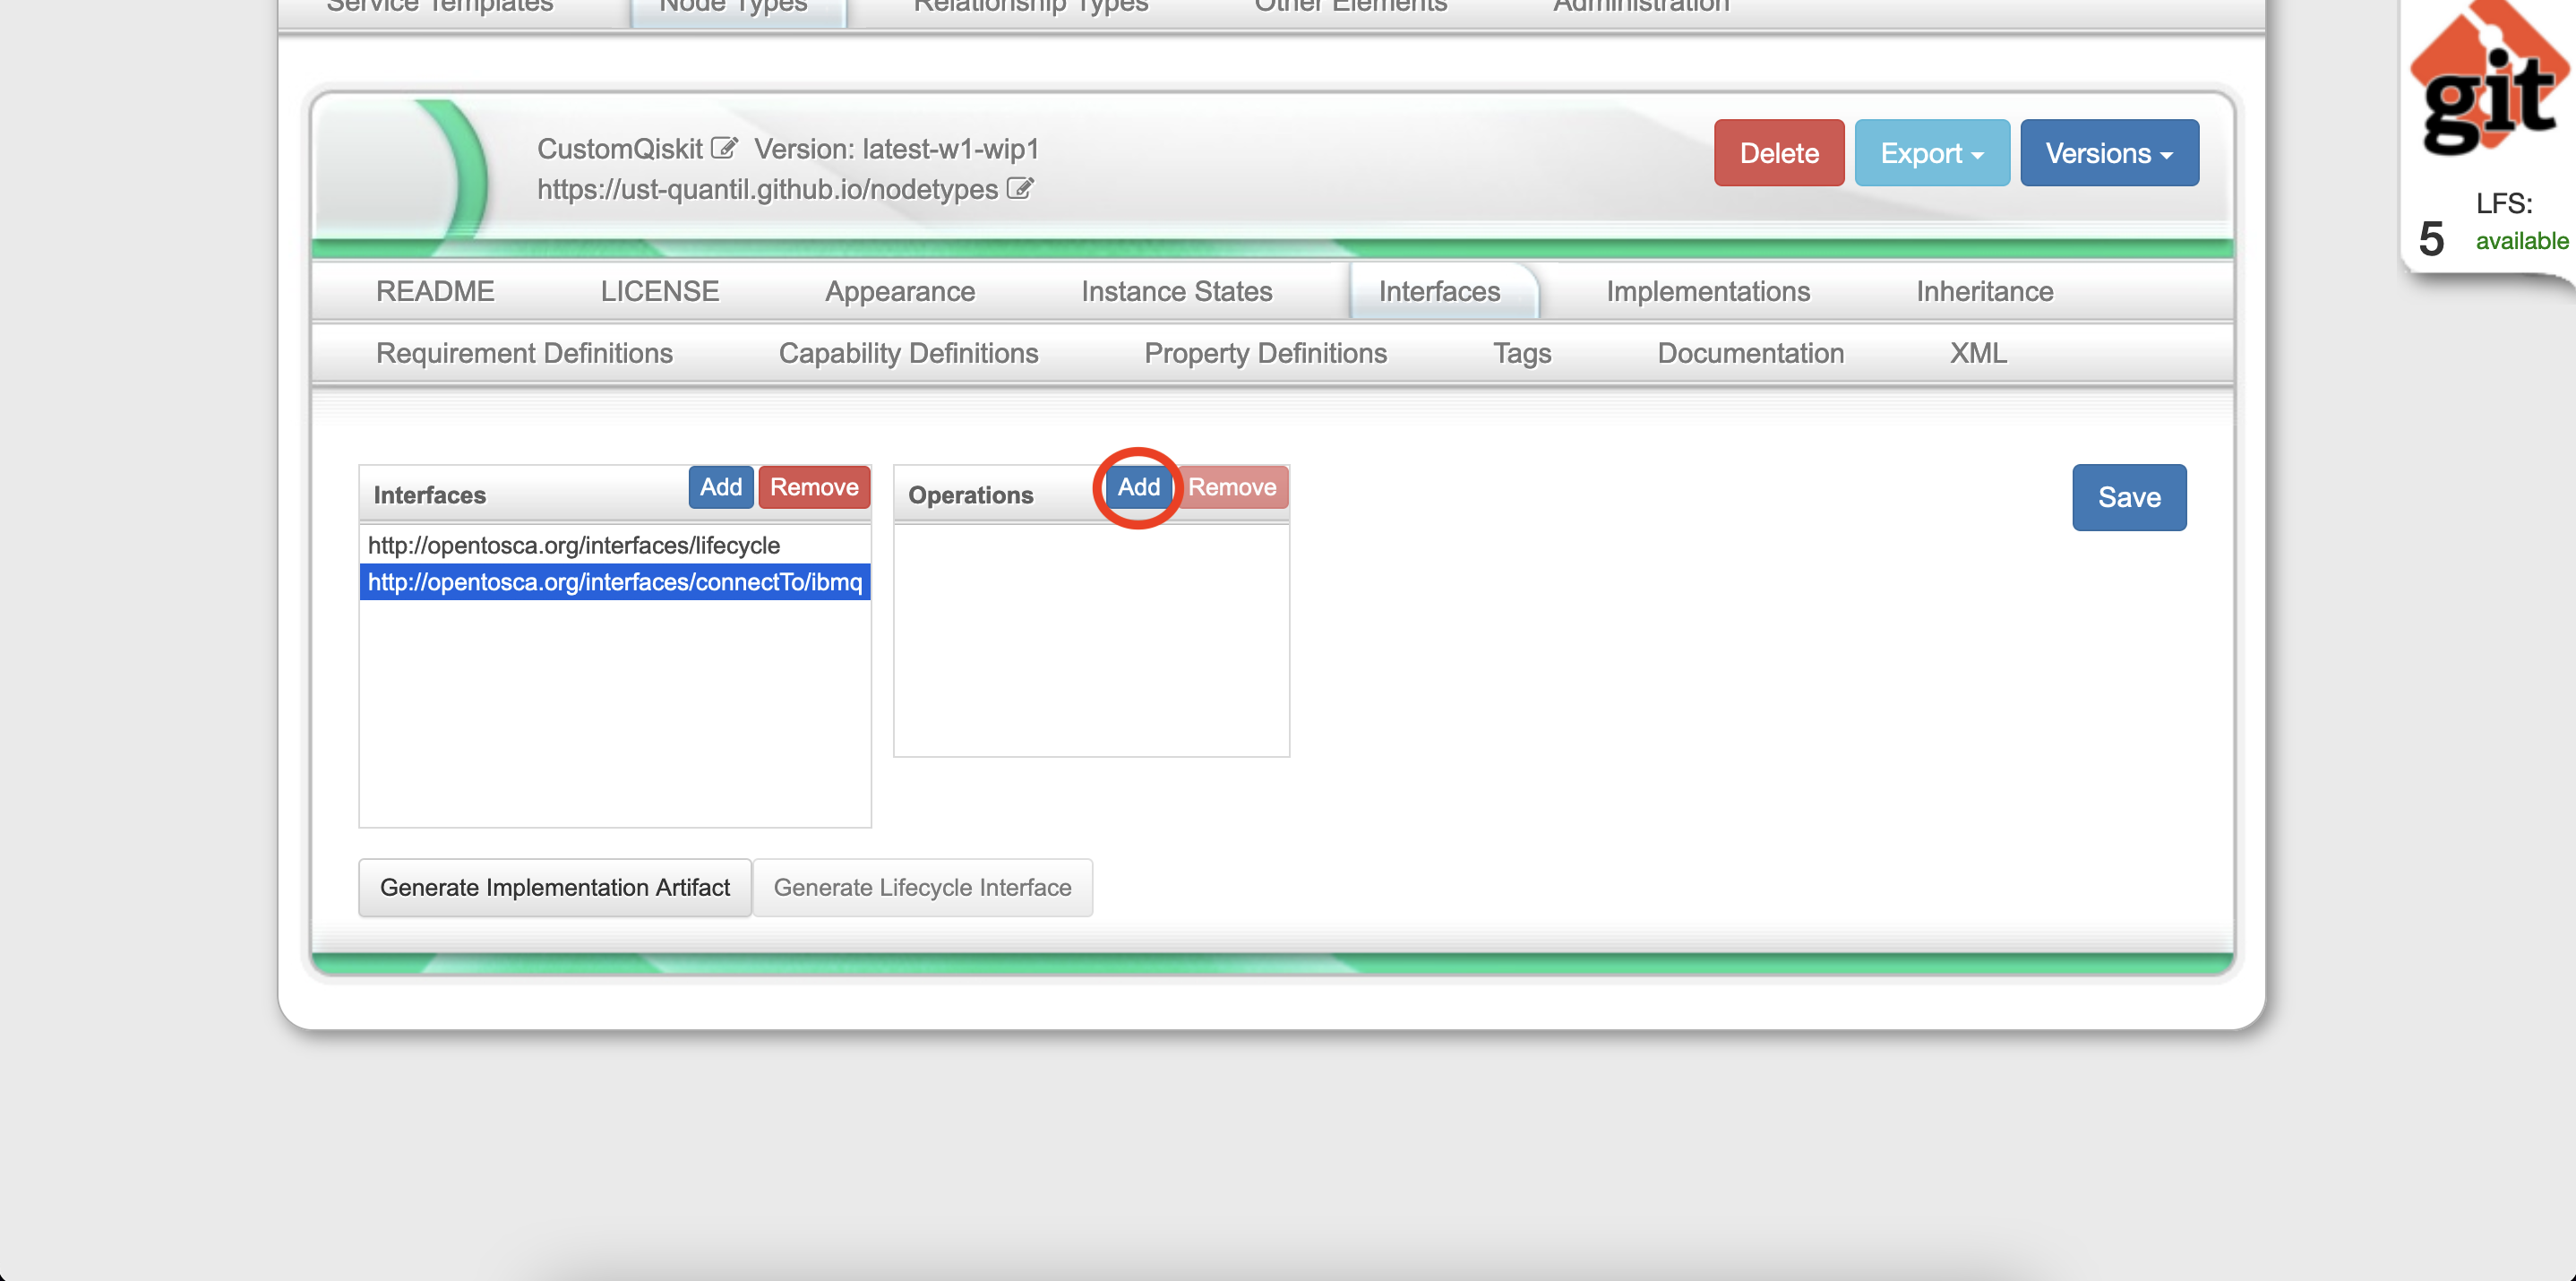 Service Templates Node Types Relationship Types Other Elements Administration
git
LFS:
5 available
CustomQiskit Version: latest-w1-wip1
https://ust-quantil.github.io/nodetypes
Delete Export Versions
README LICENSE Appearance Instance States Interfaces Implementations Inheritance
Requirement Definitions Capability Definitions Property Definitions Tags Documentation XML
Interfaces Add Remove
http://opentosca.org/interfaces/lifecycle
http://opentosca.org/interfaces/connectTo/ibmq
Operations Add Remove
Save
Generate Implementation Artifact Generate Lifecycle Interface